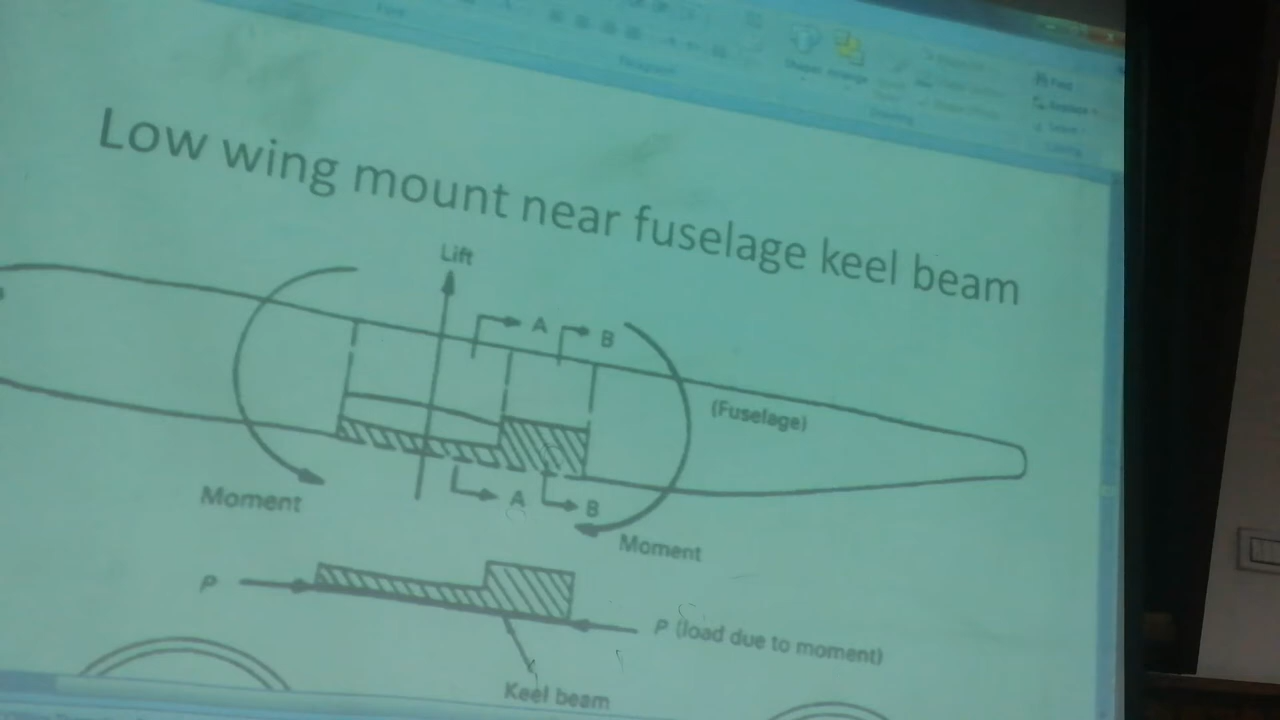 Low wing mount near fuselage keel beam
Lift
A
B
(Fuselage)
Moment
A
B
Moment
P
P (load due to moment)
Keel beam